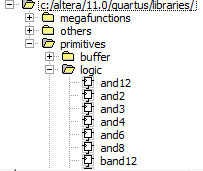 c:/altera/11.0/quartus/libraries/
megafunctions
others
primitives
buffer
logic
and12
and2
and3
and4
and6
and8
band12